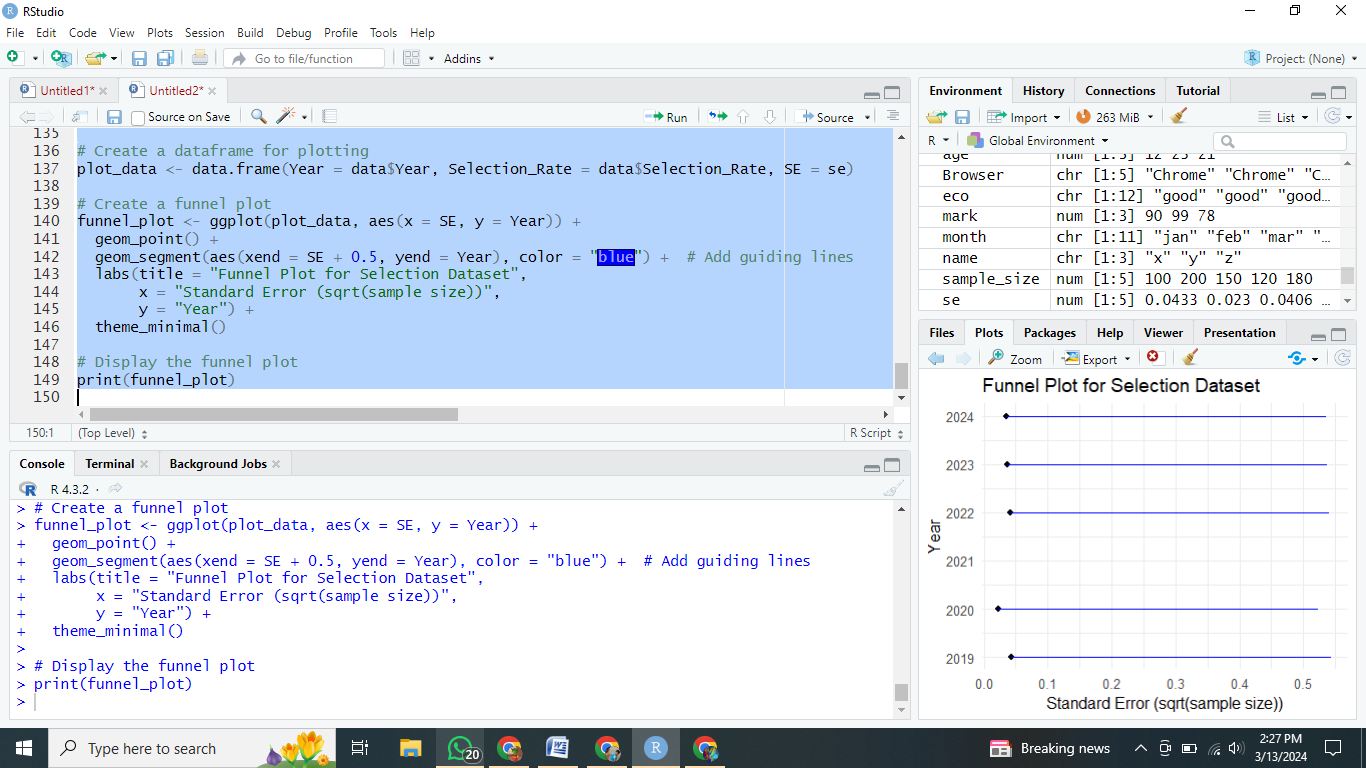 RStudio
File Edit Code View Plots Session Build Debug Profile Tools Help
Go to file/function Addins Project: (None)
Untitled1* Untitled2*
Source on Save Run Source
135
136 # Create a dataframe for plotting
137 plot_data <- data.frame(Year = data$Year, Selection_Rate = data$Selection_Rate, SE = se)
138
139 # Create a funnel plot
140 funnel_plot <- ggplot(plot_data, aes(x = SE, y = Year)) +
141 geom_point() +
142 geom_segment(aes(xend = SE + 0.5, yend = Year), color = "blue") + # Add guiding lines
143 labs(title = "Funnel Plot for Selection Dataset",
144 x = "Standard Error (sqrt(sample size))",
145 y = "Year") +
146 theme_minimal()
147
148 # Display the funnel plot
149 print(funnel_plot)
150
150:1 (Top Level) R Script
Console Terminal Background Jobs
R 4.3.2 ·
> # Create a funnel plot
> funnel_plot <- ggplot(plot_data, aes(x = SE, y = Year)) +
+ geom_point() +
+ geom_segment(aes(xend = SE + 0.5, yend = Year), color = "blue") + # Add guiding lines
+ labs(title = "Funnel Plot for Selection Dataset",
+ x = "Standard Error (sqrt(sample size))",
+ y = "Year") +
+ theme_minimal()
>
> # Display the funnel plot
> print(funnel_plot)
>
Environment History Connections Tutorial
Import 263 MiB List
R Global Environment
age num [1:3] 12 23 21
Browser chr [1:5] "Chrome" "Chrome" "C...
eco chr [1:12] "good" "good" "good...
mark num [1:3] 90 99 78
month chr [1:11] "jan" "feb" "mar" "...
name chr [1:3] "x" "y" "z"
sample_size num [1:5] 100 200 150 120 180
se num [1:5] 0.0433 0.023 0.0406 ...
Files Plots Packages Help Viewer Presentation
Zoom Export
Funnel Plot for Selection Dataset
2024
2023
2022
2021
2020
2019
Year
0.0 0.1 0.2 0.3 0.4 0.5
Standard Error (sqrt(sample size))
Type here to search 20 Breaking news 2:27 PM
3/13/2024